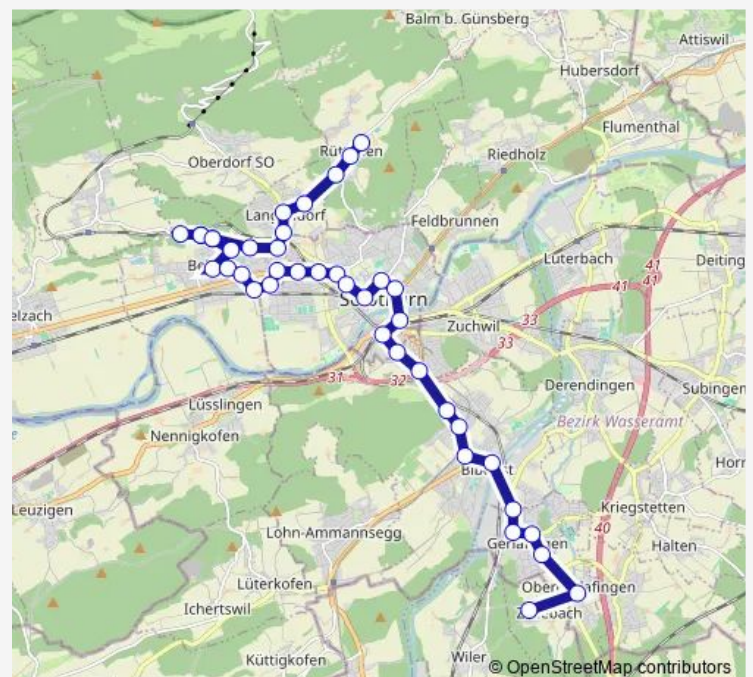 Balm b. Günsberg
Attiswil
Hubersdorf
Flumenthal
Oberdorf SO
Riedholz
Feldbrunnen
Luterbach
Deiting
41
41
41
elzach
Zuchwil
33
33
31
32
Derendingen
Subingen
Lüsslingen
Bezirk Wasseramt
Nennigkofen
Horr
Leuzigen
Kriegstetten
Lohn-Ammannsegg
40
Halten
Lüterkofen
Ichertswil
Küttigkofen
Wiler
© OpenStreetMap contributors